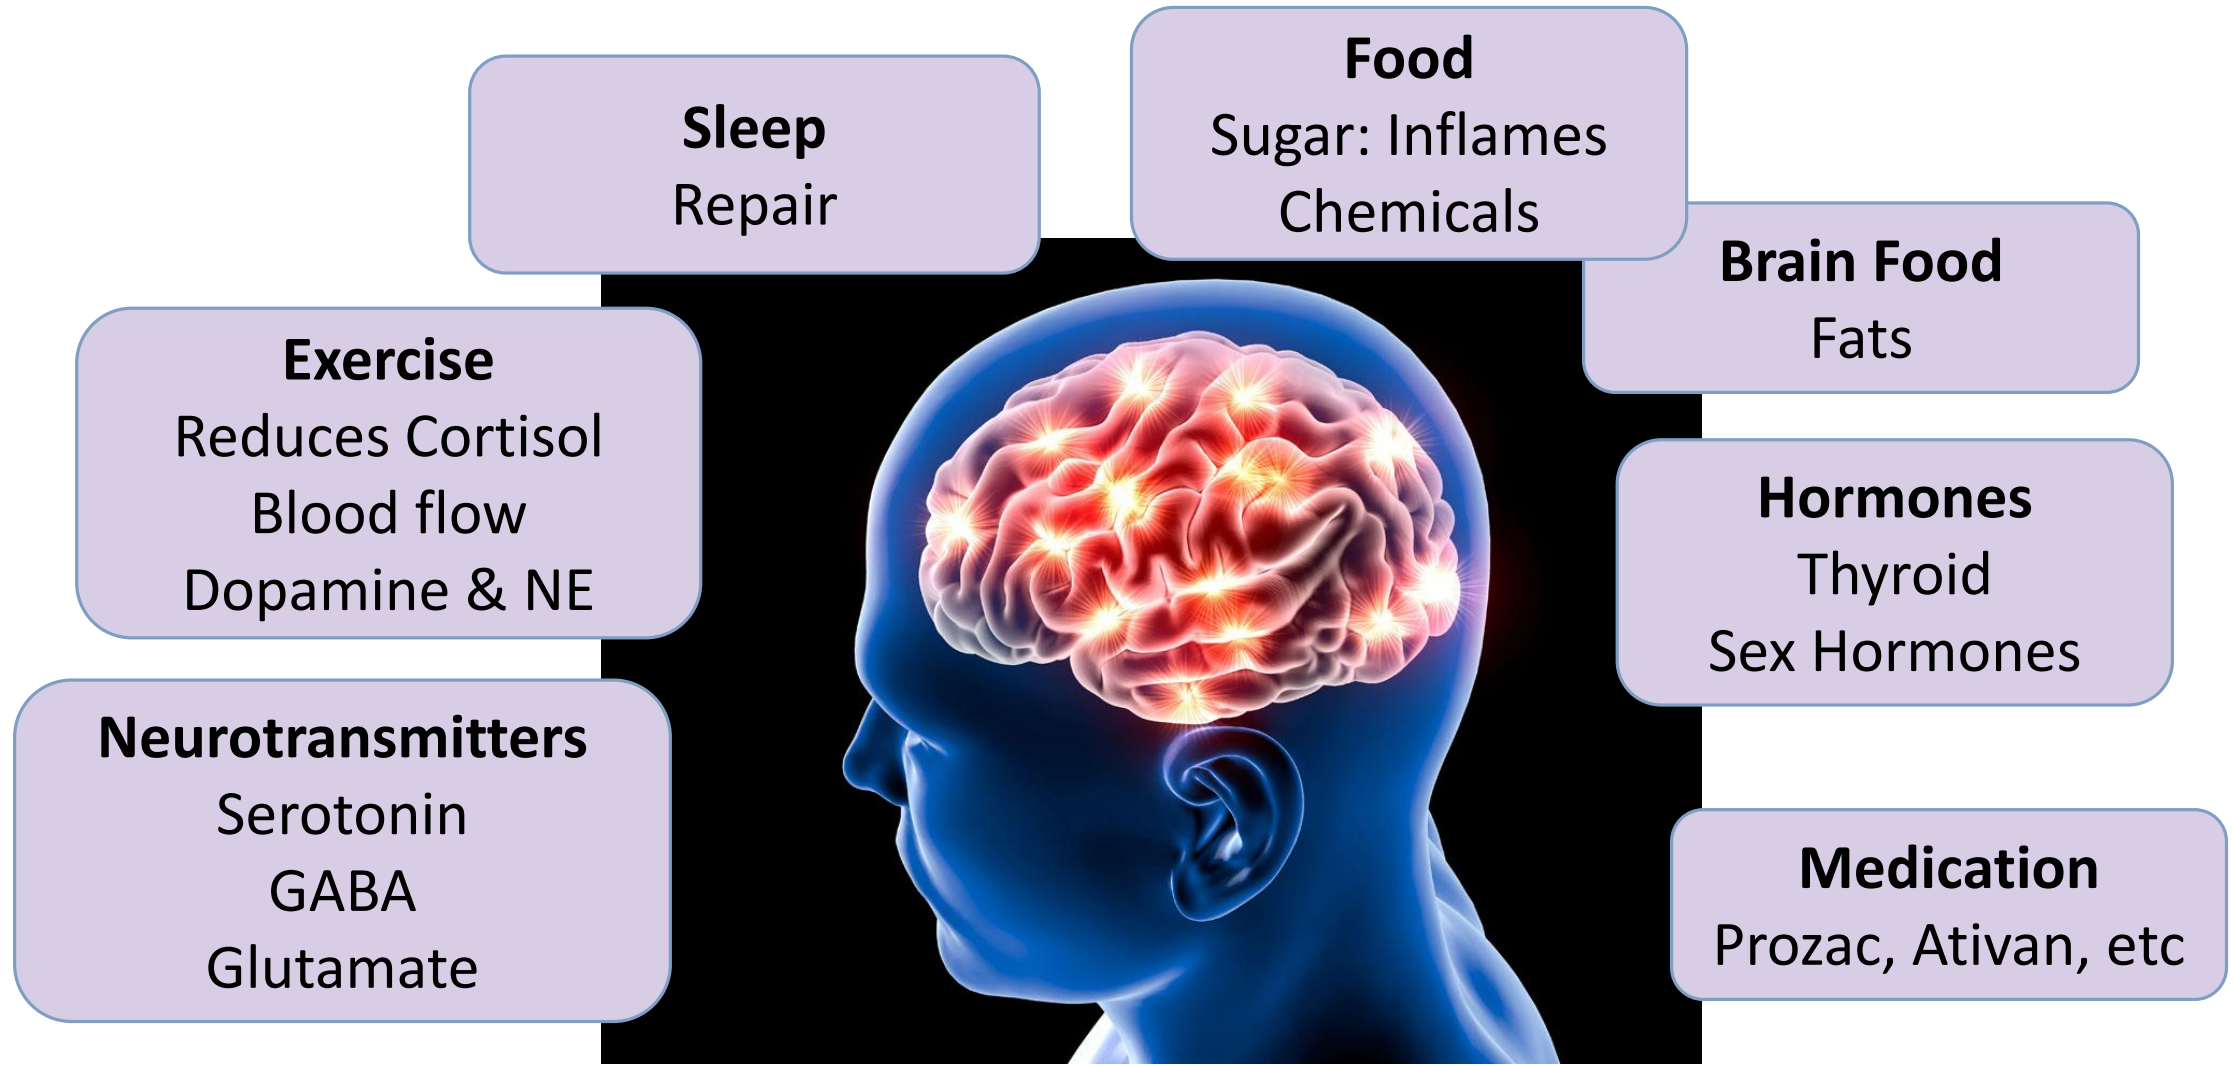 Sleep
Repair
Food
Sugar: Inflames
Chemicals
Brain Food
Fats
Exercise
Reduces Cortisol
Blood flow
Dopamine & NE
Hormones
Thyroid
Sex Hormones
Neurotransmitters
Serotonin
GABA
Glutamate
Medication
Prozac, Ativan, etc